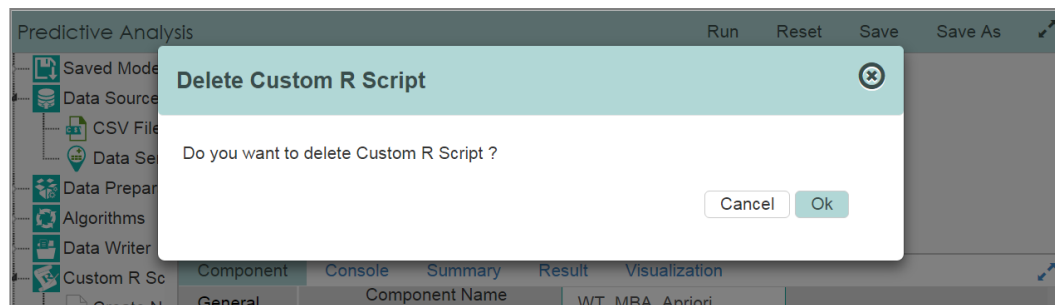 Predictive Analysis
Run Reset Save Save As
Saved Mode
Data Source
CSV File
Data Ser
Data Prepar
Algorithms
Data Writer
Custom R Sc
Delete Custom R Script
Do you want to delete Custom R Script ?
Cancel Ok
Component Console Summary Result Visualization
General Component Name WT_MBA_Apriori